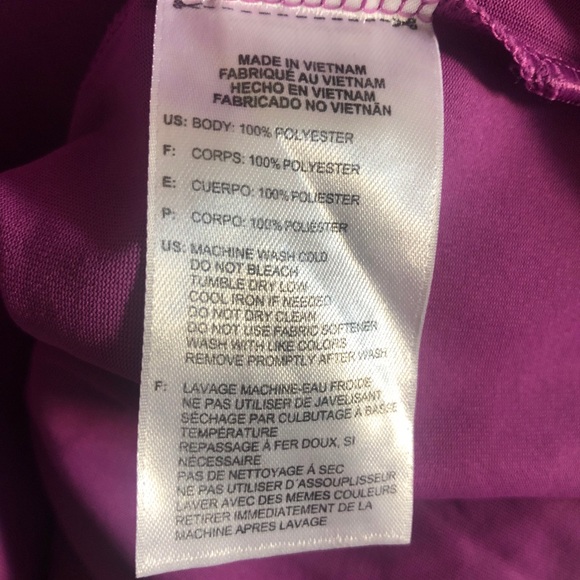 MADE IN VIETNAM
FABRIQUÉ AU VIETNAM
HECHO EN VIETNAM
FABRICADO NO VIETNÃN
US: BODY: 100% POLYESTER
F: CORPS: 100% POLYESTER
E: CUERPO: 100% POLIESTER
P: CORPO: 100% POLIESTER
US: MACHINE WASH COLD
DO NOT BLEACH
TUMBLE DRY LOW
COOL IRON IF NEEDED
DO NOT DRY CLEAN
DO NOT USE FABRIC SOFTENER
WASH WITH LIKE COLORS
REMOVE PROMPTLY AFTER WASH
F: LAVAGE MACHINE-EAU FROIDE
NE PAS UTILISER DE JAVELISANT
SÉCHAGE PAR CULBUTAGE À BASSE
TEMPÉRATURE
REPASSAGE À FER DOUX, SI
NÉCESSAIRE
PAS DE NETTOYAGE À SEC
NE PAS UTILISER D'ASSOUPLISSEUR
LAVER AVEC DES MEMES COULEURS
RETIRER IMMEDIATEMENT DE LA
MACHINE APRES LAVAGE